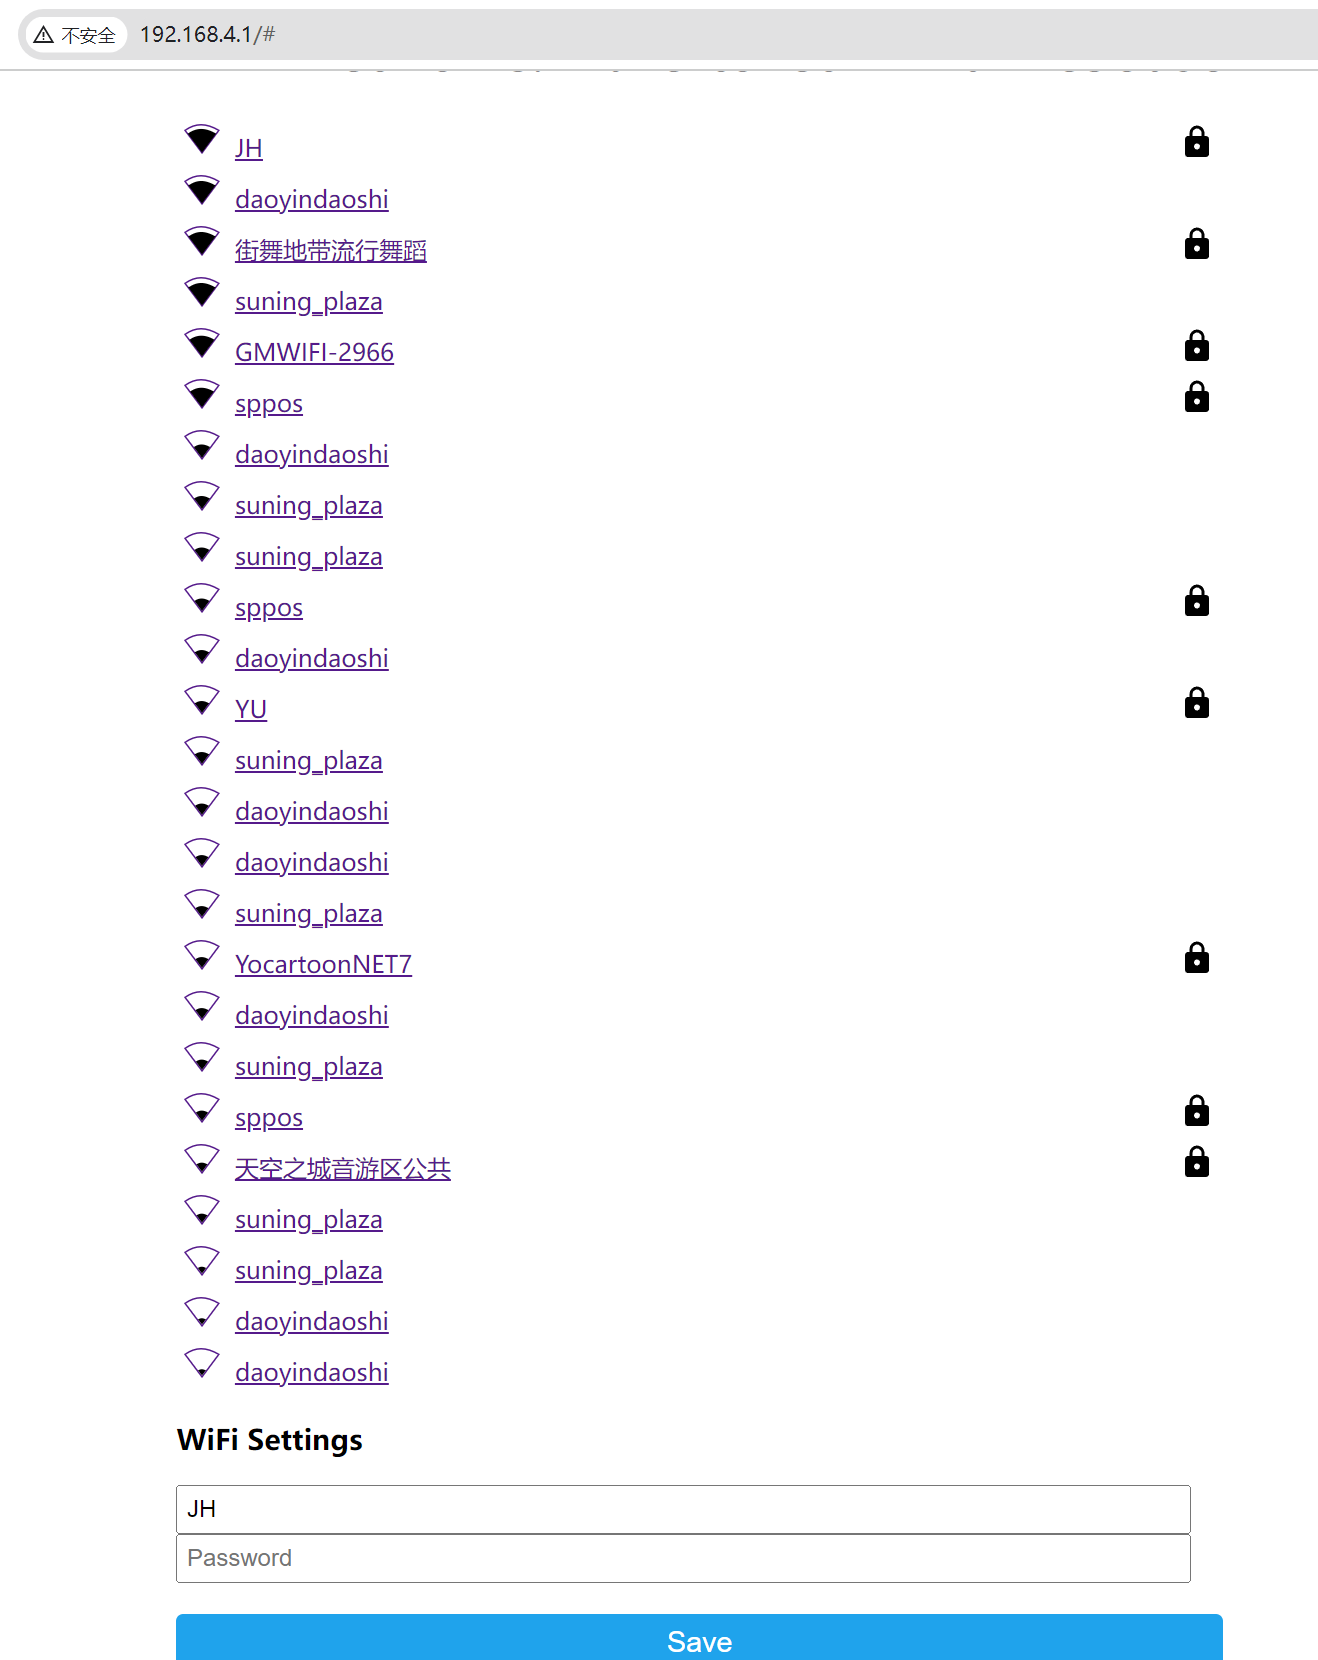 不安全 192.168.4.1/#
JH
daoyindaoshi
街舞地带流行舞蹈
suning_plaza
GMWIFI-2966
sppos
daoyindaoshi
suning_plaza
suning_plaza
sppos
daoyindaoshi
YU
suning_plaza
daoyindaoshi
daoyindaoshi
suning_plaza
YocartoonNET7
daoyindaoshi
suning_plaza
sppos
天空之城音游区公共
suning_plaza
suning_plaza
daoyindaoshi
daoyindaoshi
WiFi Settings
JH
Password
Save